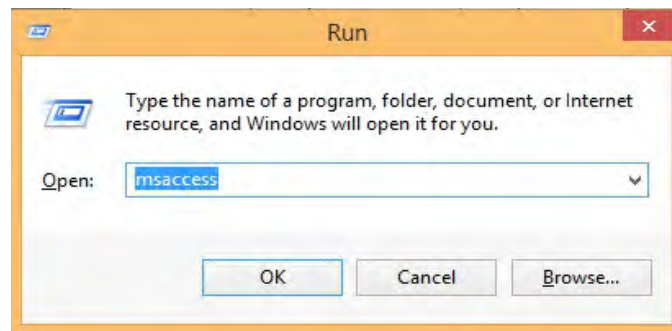 Run
Type the name of a program, folder, document, or Internet
resource, and Windows will open it for you.
Open: msaccess
OK Cancel Browse...